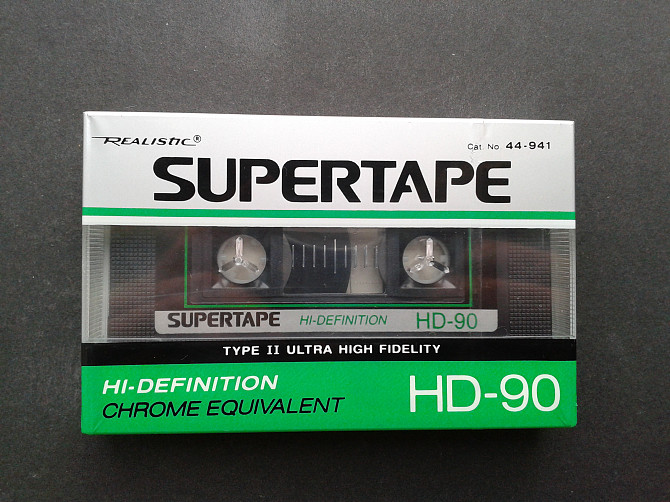 REALISTIC®
Cat. No. 44-941
SUPERTAPE
SUPERTAPE HI-DEFINITION HD-90
TYPE II ULTRA HIGH FIDELITY
HI-DEFINITION
CHROME EQUIVALENT
HD-90